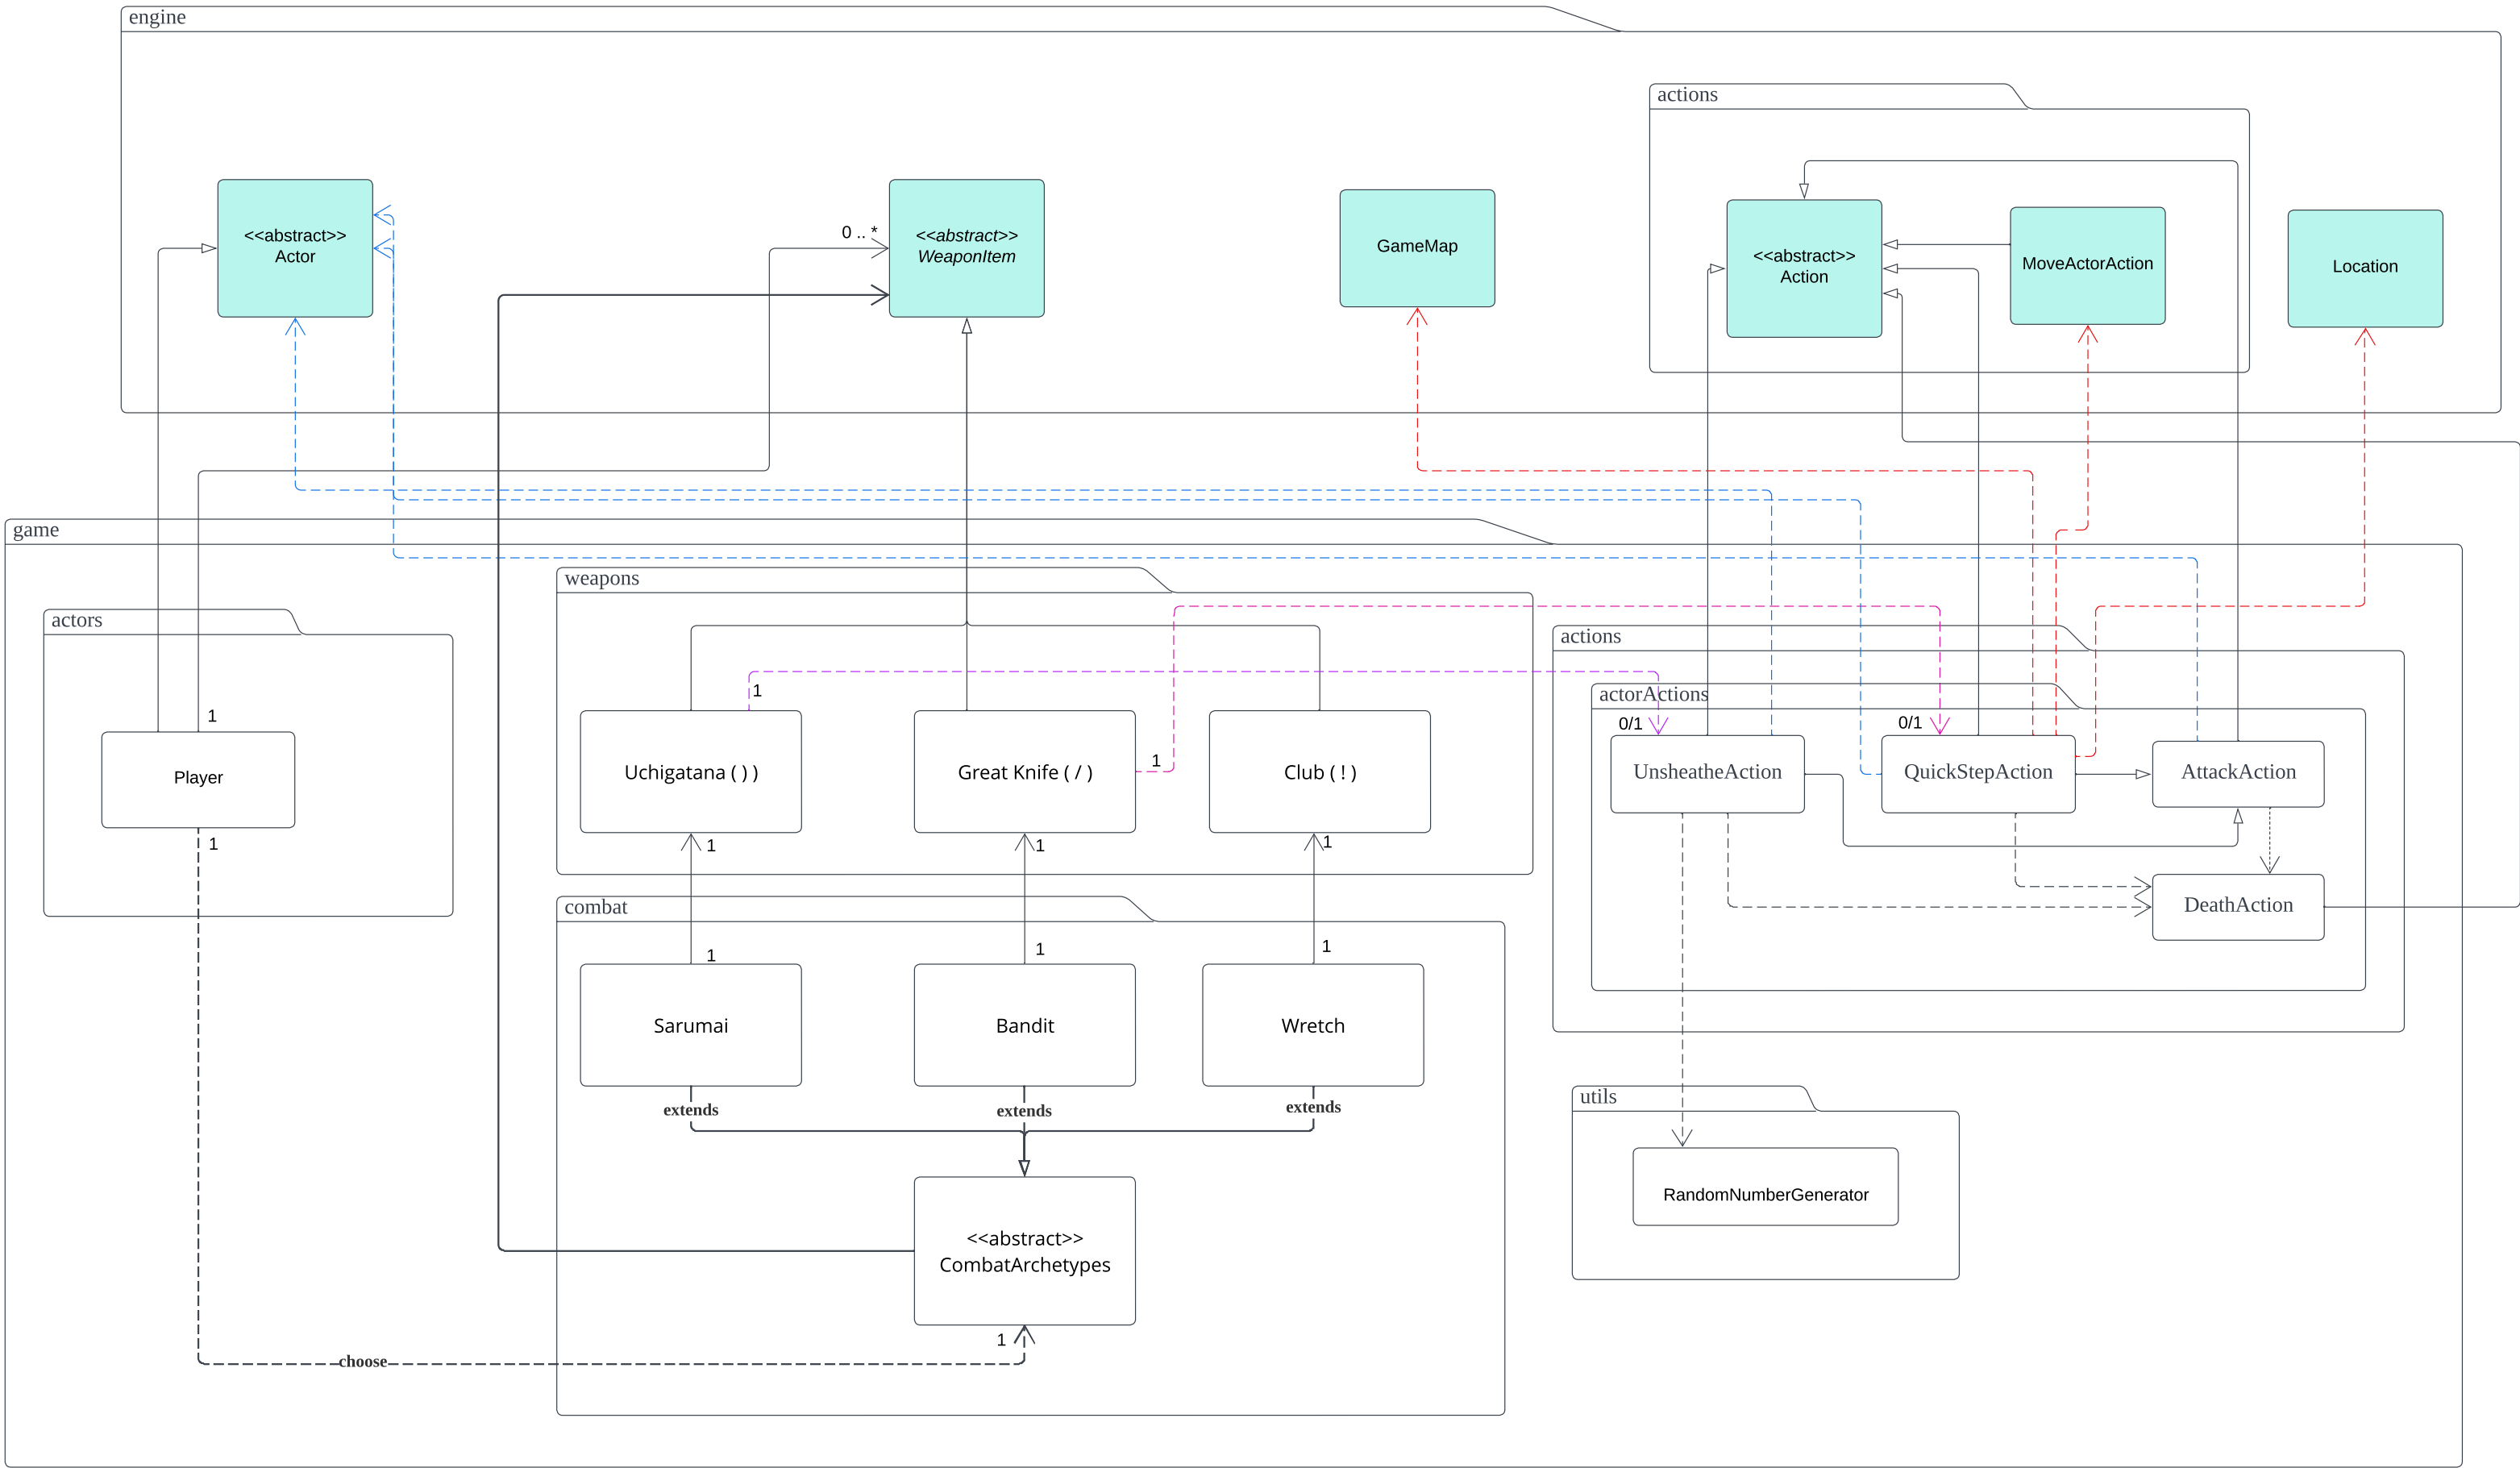 engine
actions
<<abstract>>
Actor
0 .. *
<<abstract>>
WeaponItem
GameMap
<<abstract>>
Action
MoveActorAction
Location
game
weapons
actors
actions
actorActions
1
1
0/1
0/1
Player
Uchigatana ( ) )
Great Knife ( / )
1
Club ( ! )
UnsheatheAction
QuickStepAction
AttackAction
1
1
1
1
DeathAction
combat
1
1
1
Sarumai
Bandit
Wretch
extends
extends
extends
utils
RandomNumberGenerator
<<abstract>>
CombatArchetypes
1
choose